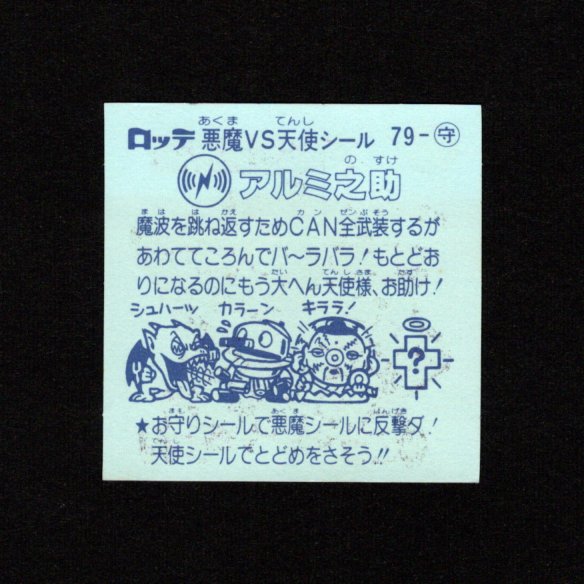 ロッテ 悪魔VS天使シール 79-守
アルミ之助
魔波を跳ね返すためCAN全武装するが
あわててころんでバ〜ラバラ!もとどお
りになるのにもう大へん天使様、お助け!
シュハーッ カラーン キララ!
?
★お守りシールで悪魔シールに反撃ダ!
天使シールでとどめをさそう!!